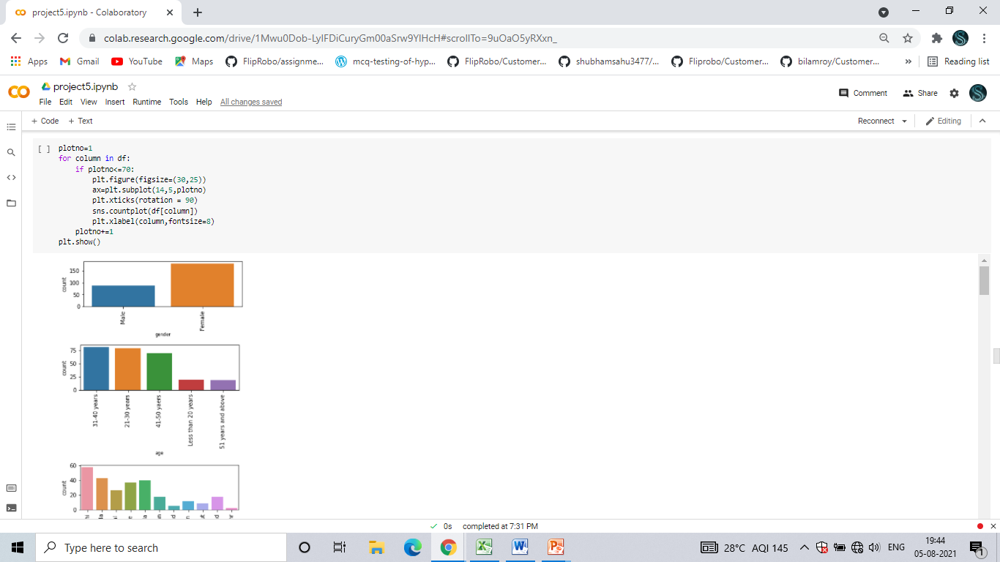 project5.ipynb - Colaboratory
colab.research.google.com/drive/1Mwu0Dob-LyIFDiCuryGm00aSrw9YlHcH#scrollTo=9uOaO5yRXxn_
Apps Gmail YouTube Maps FlipRobo/assignme... mcq-testing-of-hyp... FlipRobo/Customer... shubhamsahu3477/... Fliprobo/Customer... bilamroy/Customer... » Reading list
project5.ipynb
File Edit View Insert Runtime Tools Help All changes saved
Comment Share
+ Code + Text Reconnect Editing
[ ] plotno=1
for column in df:
if plotno<=70:
plt.figure(figsize=(30,25))
ax=plt.subplot(14,5,plotno)
plt.xticks(rotation = 90)
sns.countplot(df[column])
plt.xlabel(column,fontsize=8)
plotno+=1
plt.show()
150
100
50
0
count
Male
Female
gender
75
50
25
0
count
31-40 years
21-30 years
41-50 yaers
Less than 20 years
51 years and above
age
60
40
20
0
count
0s completed at 7:31 PM
Type here to search
28°C AQI 145
ENG
19:44
05-08-2021
1